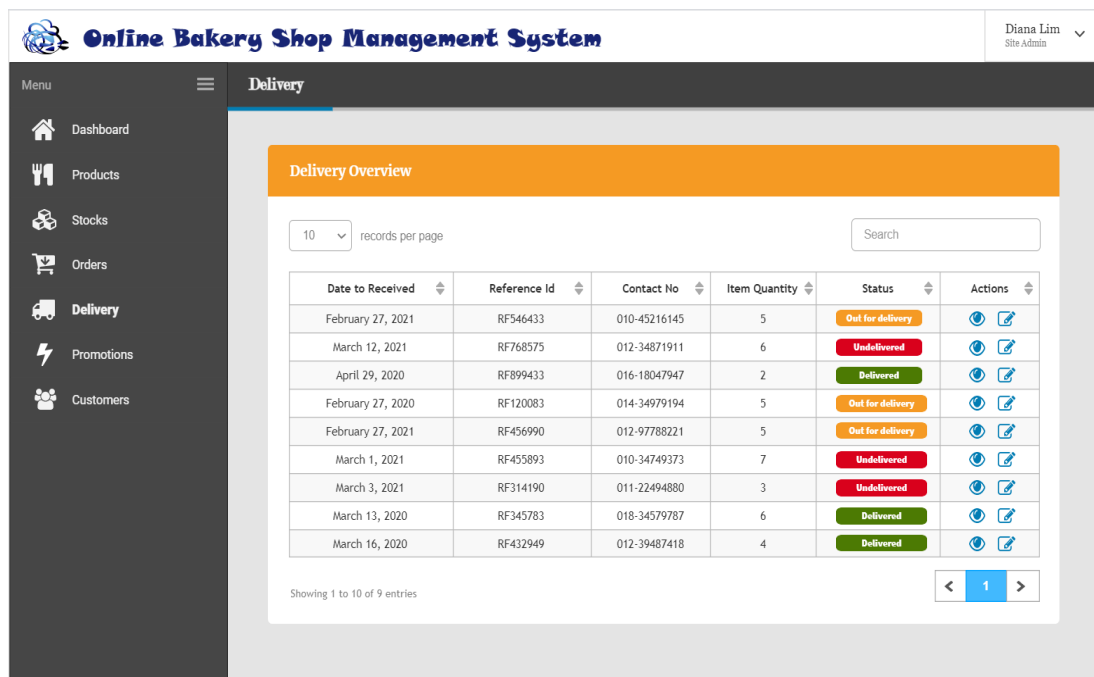 Online Bakery Shop Management System
Diana Lim
Site Admin
Menu
Delivery
Dashboard
Products
Stocks
Orders
Delivery
Promotions
Customers
Delivery Overview
10 records per page
Search
Date to Received Reference Id Contact No Item Quantity Status Actions
February 27, 2021 RF546433 010-45216145 5 Out for delivery
March 12, 2021 RF768575 012-34871911 6 Undelivered
April 29, 2020 RF899433 016-18047947 2 Delivered
February 27, 2020 RF120083 014-34979194 5 Out for delivery
February 27, 2021 RF456990 012-97788221 5 Out for delivery
March 1, 2021 RF455893 010-34749373 7 Undelivered
March 3, 2021 RF314190 011-22494880 3 Undelivered
March 13, 2020 RF345783 018-34579787 6 Delivered
March 16, 2020 RF432949 012-39487418 4 Delivered
Showing 1 to 10 of 9 entries
1